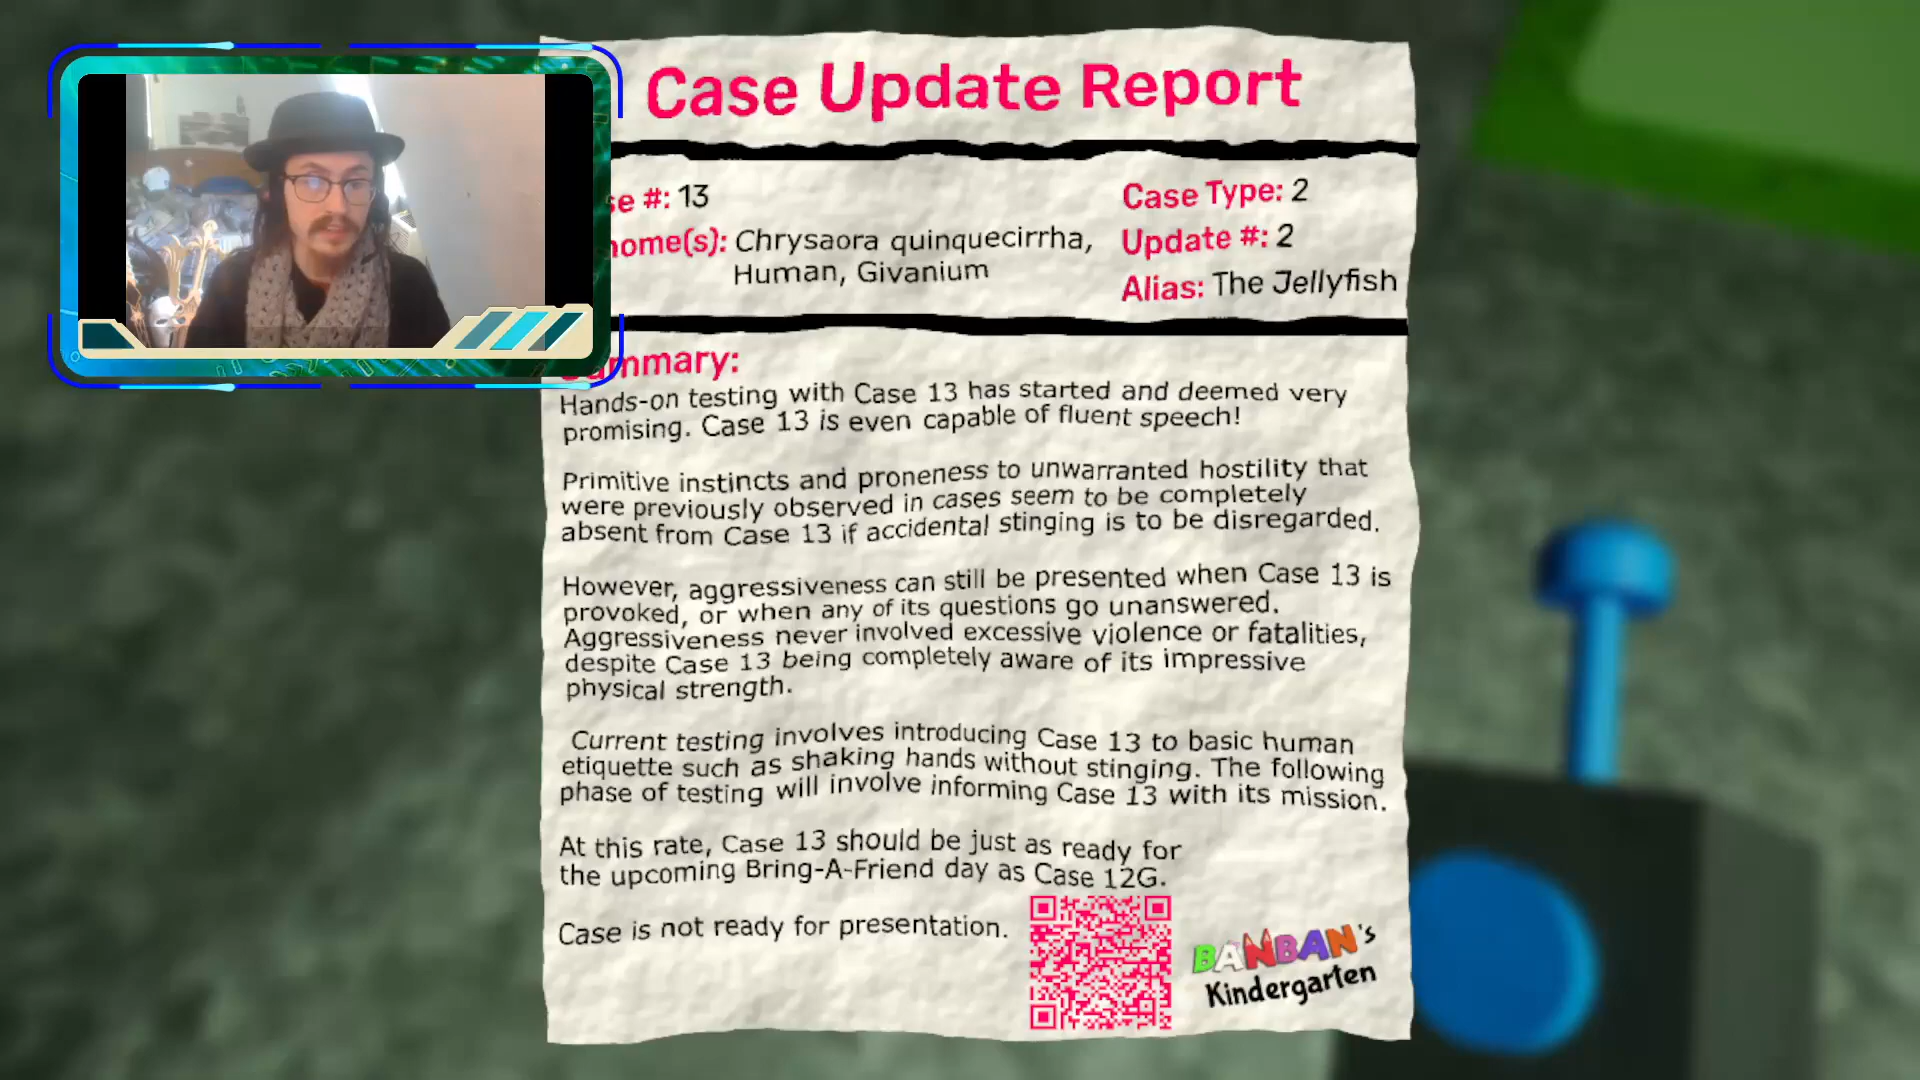 Case Update Report
#: 13
Case Type: 2
Chrysaora quinquecirrha,
Update #: 2
Human, Givanium
Alias: The Jellyfish
Hands-on testing with Case 13 has started and deemed very
promising. Case 13 is even capable of fluent speech!
Primitive instincts and proneness to unwarranted hostility that
were previously observed in cases seem to be completely
absent from Case 13 if accidental stinging is to be disregarded.
However, aggressiveness can still be presented when Case 13 is
provoked, or when any of its questions go unanswered.
Aggressiveness never involved excessive violence or fatalities,
despite Case 13 being completely aware of its impressive
physical strength.
Current testing involves introducing Case 13 to basic human
etiquette such as shaking hands without stinging. The following
phase of testing will involve informing Case 13 with its mission.
At this rate, Case 13 should be just as ready for
the upcoming Bring-A-Friend day as Case 12G.
Case is not ready for presentation.
BANBAN's
Kindergarten